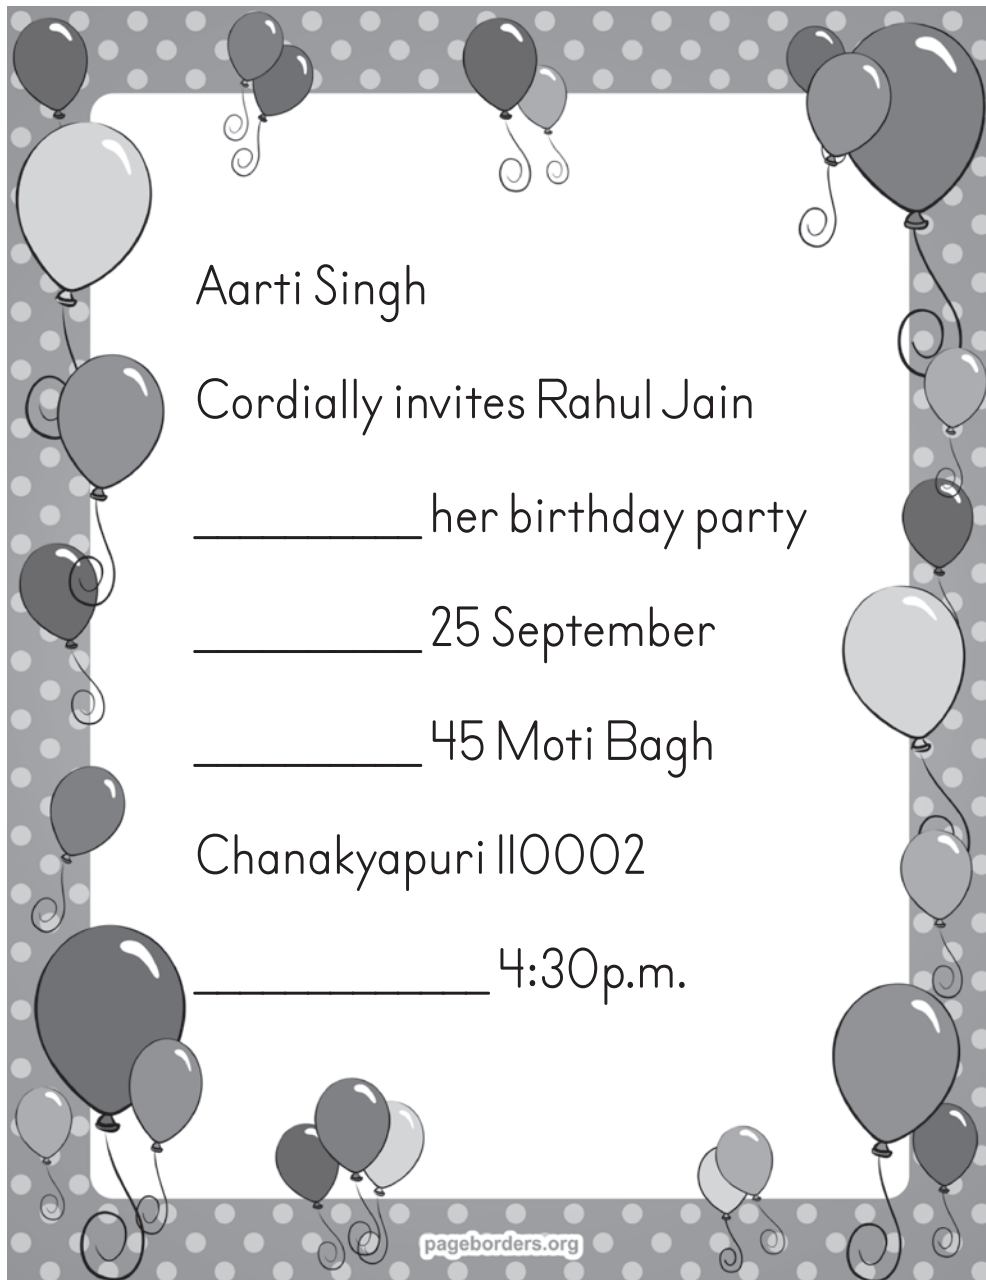 Aarti Singh
Cordially invites Rahul Jain
__________ her birthday party
__________ 25 September
__________ 45 Moti Bagh
Chanakyapuri 110002
_____________ 4:30p.m.
pageborders.org